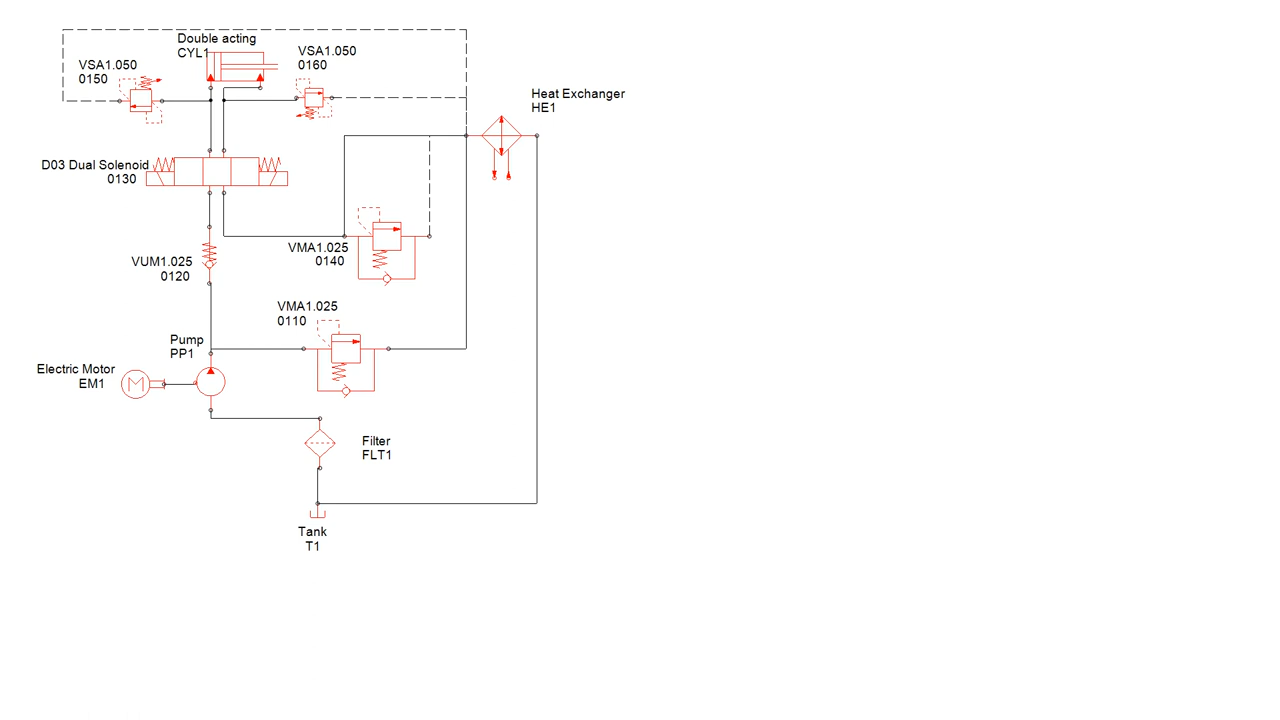 Double acting
CYL1
VSA1.050
0160
VSA1.050
0150
Heat Exchanger
HE1
D03 Dual Solenoid
0130
VMA1.025
0140
VUM1.025
0120
VMA1.025
0110
Pump
PP1
Electric Motor
EM1
M
Filter
FLT1
Tank
T1